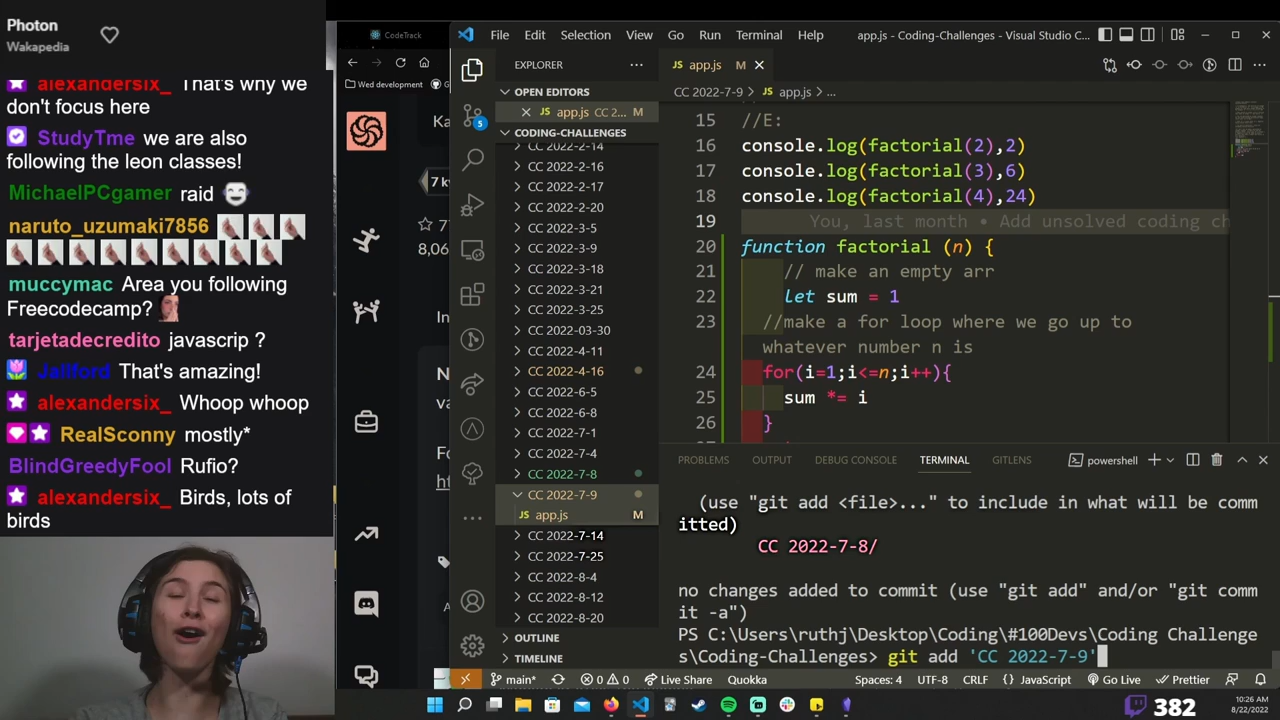 Photon
Wakapedia
alexandersix_ That's why we
don't focus here
StudyTme we are also
following the leon classes!
MichaelPCgamer raid
naruto_uzumaki7856
muccymac Area you following
Freecodecamp?
tarjetadecredito javascrip ?
Jallford That's amazing!
alexandersix_ Whoop whoop
RealSconny mostly*
BlindGreedyFool Rufio?
alexandersix_ Birds, lots of
birds
CodeTrack
Wed development
7 ky
8,06
File Edit Selection View Go Run Terminal Help
app.js - Coding-Challenges - Visual Studio C...
EXPLORER
OPEN EDITORS
JS app.js CC 2... M
CODING-CHALLENGES
CC 2022-2-14
CC 2022-2-16
CC 2022-2-17
CC 2022-2-20
CC 2022-3-5
CC 2022-3-9
CC 2022-3-18
CC 2022-3-21
CC 2022-3-25
CC 2022-03-30
CC 2022-4-11
CC 2022-4-16
CC 2022-6-5
CC 2022-6-8
CC 2022-7-1
CC 2022-7-4
CC 2022-7-8
CC 2022-7-9
JS app.js M
CC 2022-7-14
CC 2022-7-25
CC 2022-8-4
CC 2022-8-12
CC 2022-8-20
OUTLINE
TIMELINE
5
JS app.js M
CC 2022-7-9 > JS app.js > ...
15 //E:
16 console.log(factorial(2),2)
17 console.log(factorial(3),6)
18 console.log(factorial(4),24)
19 You, last month • Add unsolved coding ch
20 function factorial (n) {
21 // make an empty arr
22 let sum = 1
23 //make a for loop where we go up to
whatever number n is
24 for(i=1;i<=n;i++){
25 sum *= i
26 }
PROBLEMS OUTPUT DEBUG CONSOLE TERMINAL GITLENS
powershell
(use "git add <file>..." to include in what will be comm
itted)
CC 2022-7-8/
no changes added to commit (use "git add" and/or "git comm
it -a")
PS C:\Users\ruthj\Desktop\Coding\#100Devs\Coding Challenge
s\Coding-Challenges> git add 'CC 2022-7-9'
main* 0 0 Live Share Quokka Spaces: 4 UTF-8 CRLF JavaScript Go Live Prettier
10:26 AM
8/22/2022
382